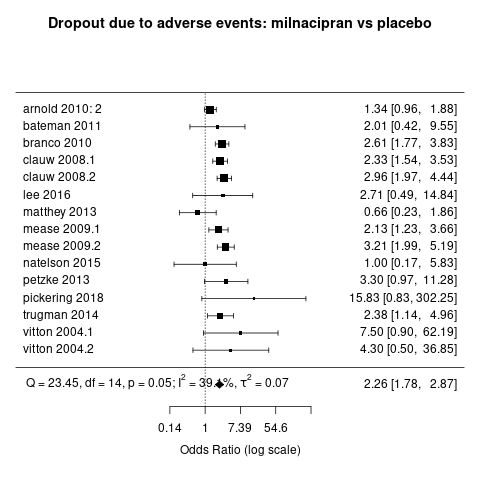 Dropout due to adverse events: milnacipran vs placebo
arnold 2010: 2 1.34 [0.96, 1.88]
bateman 2011 2.01 [0.42, 9.55]
branco 2010 2.61 [1.77, 3.83]
clauw 2008.1 2.33 [1.54, 3.53]
clauw 2008.2 2.96 [1.97, 4.44]
lee 2016 2.71 [0.49, 14.84]
matthey 2013 0.66 [0.23, 1.86]
mease 2009.1 2.13 [1.23, 3.66]
mease 2009.2 3.21 [1.99, 5.19]
natelson 2015 1.00 [0.17, 5.83]
petzke 2013 3.30 [0.97, 11.28]
pickering 2018 15.83 [0.83, 302.25]
trugman 2014 2.38 [1.14, 4.96]
vitton 2004.1 7.50 [0.90, 62.19]
vitton 2004.2 4.30 [0.50, 36.85]
Q = 23.45, df = 14, p = 0.05; I² = τ² = 0.07 2.26 [1.78, 2.87]
0.14 1 7.39 54.6
Odds Ratio (log scale)